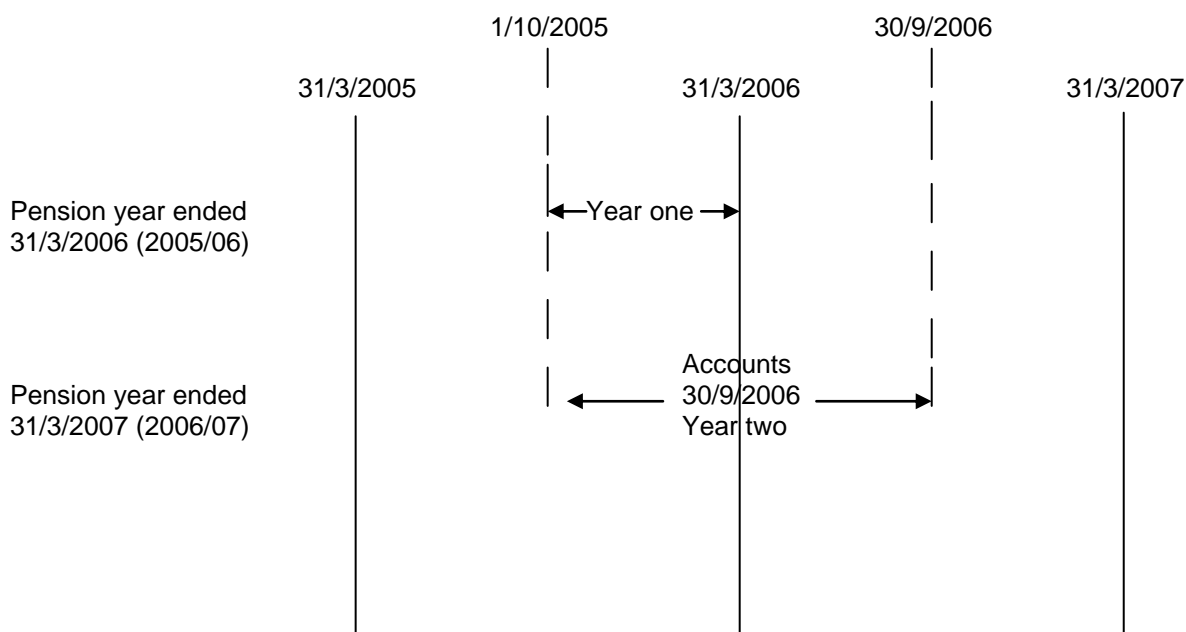 1/10/2005 30/9/2006
31/3/2005 31/3/2006 31/3/2007
Pension year ended
31/3/2006 (2005/06)
Year one
Pension year ended
31/3/2007 (2006/07)
Accounts
30/9/2006
Year two